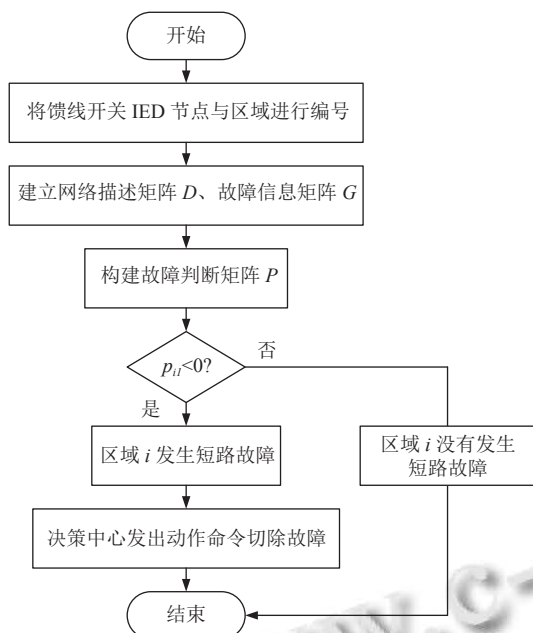 开始
将馈线开关 IED 节点与区域进行编号
建立网络描述矩阵 D、故障信息矩阵 G
构建故障判断矩阵 P
p_{i1}<0?
否
是
区域 i 发生短路故障
区域 i 没有发生
短路故障
决策中心发出动作命令切除故障
结束